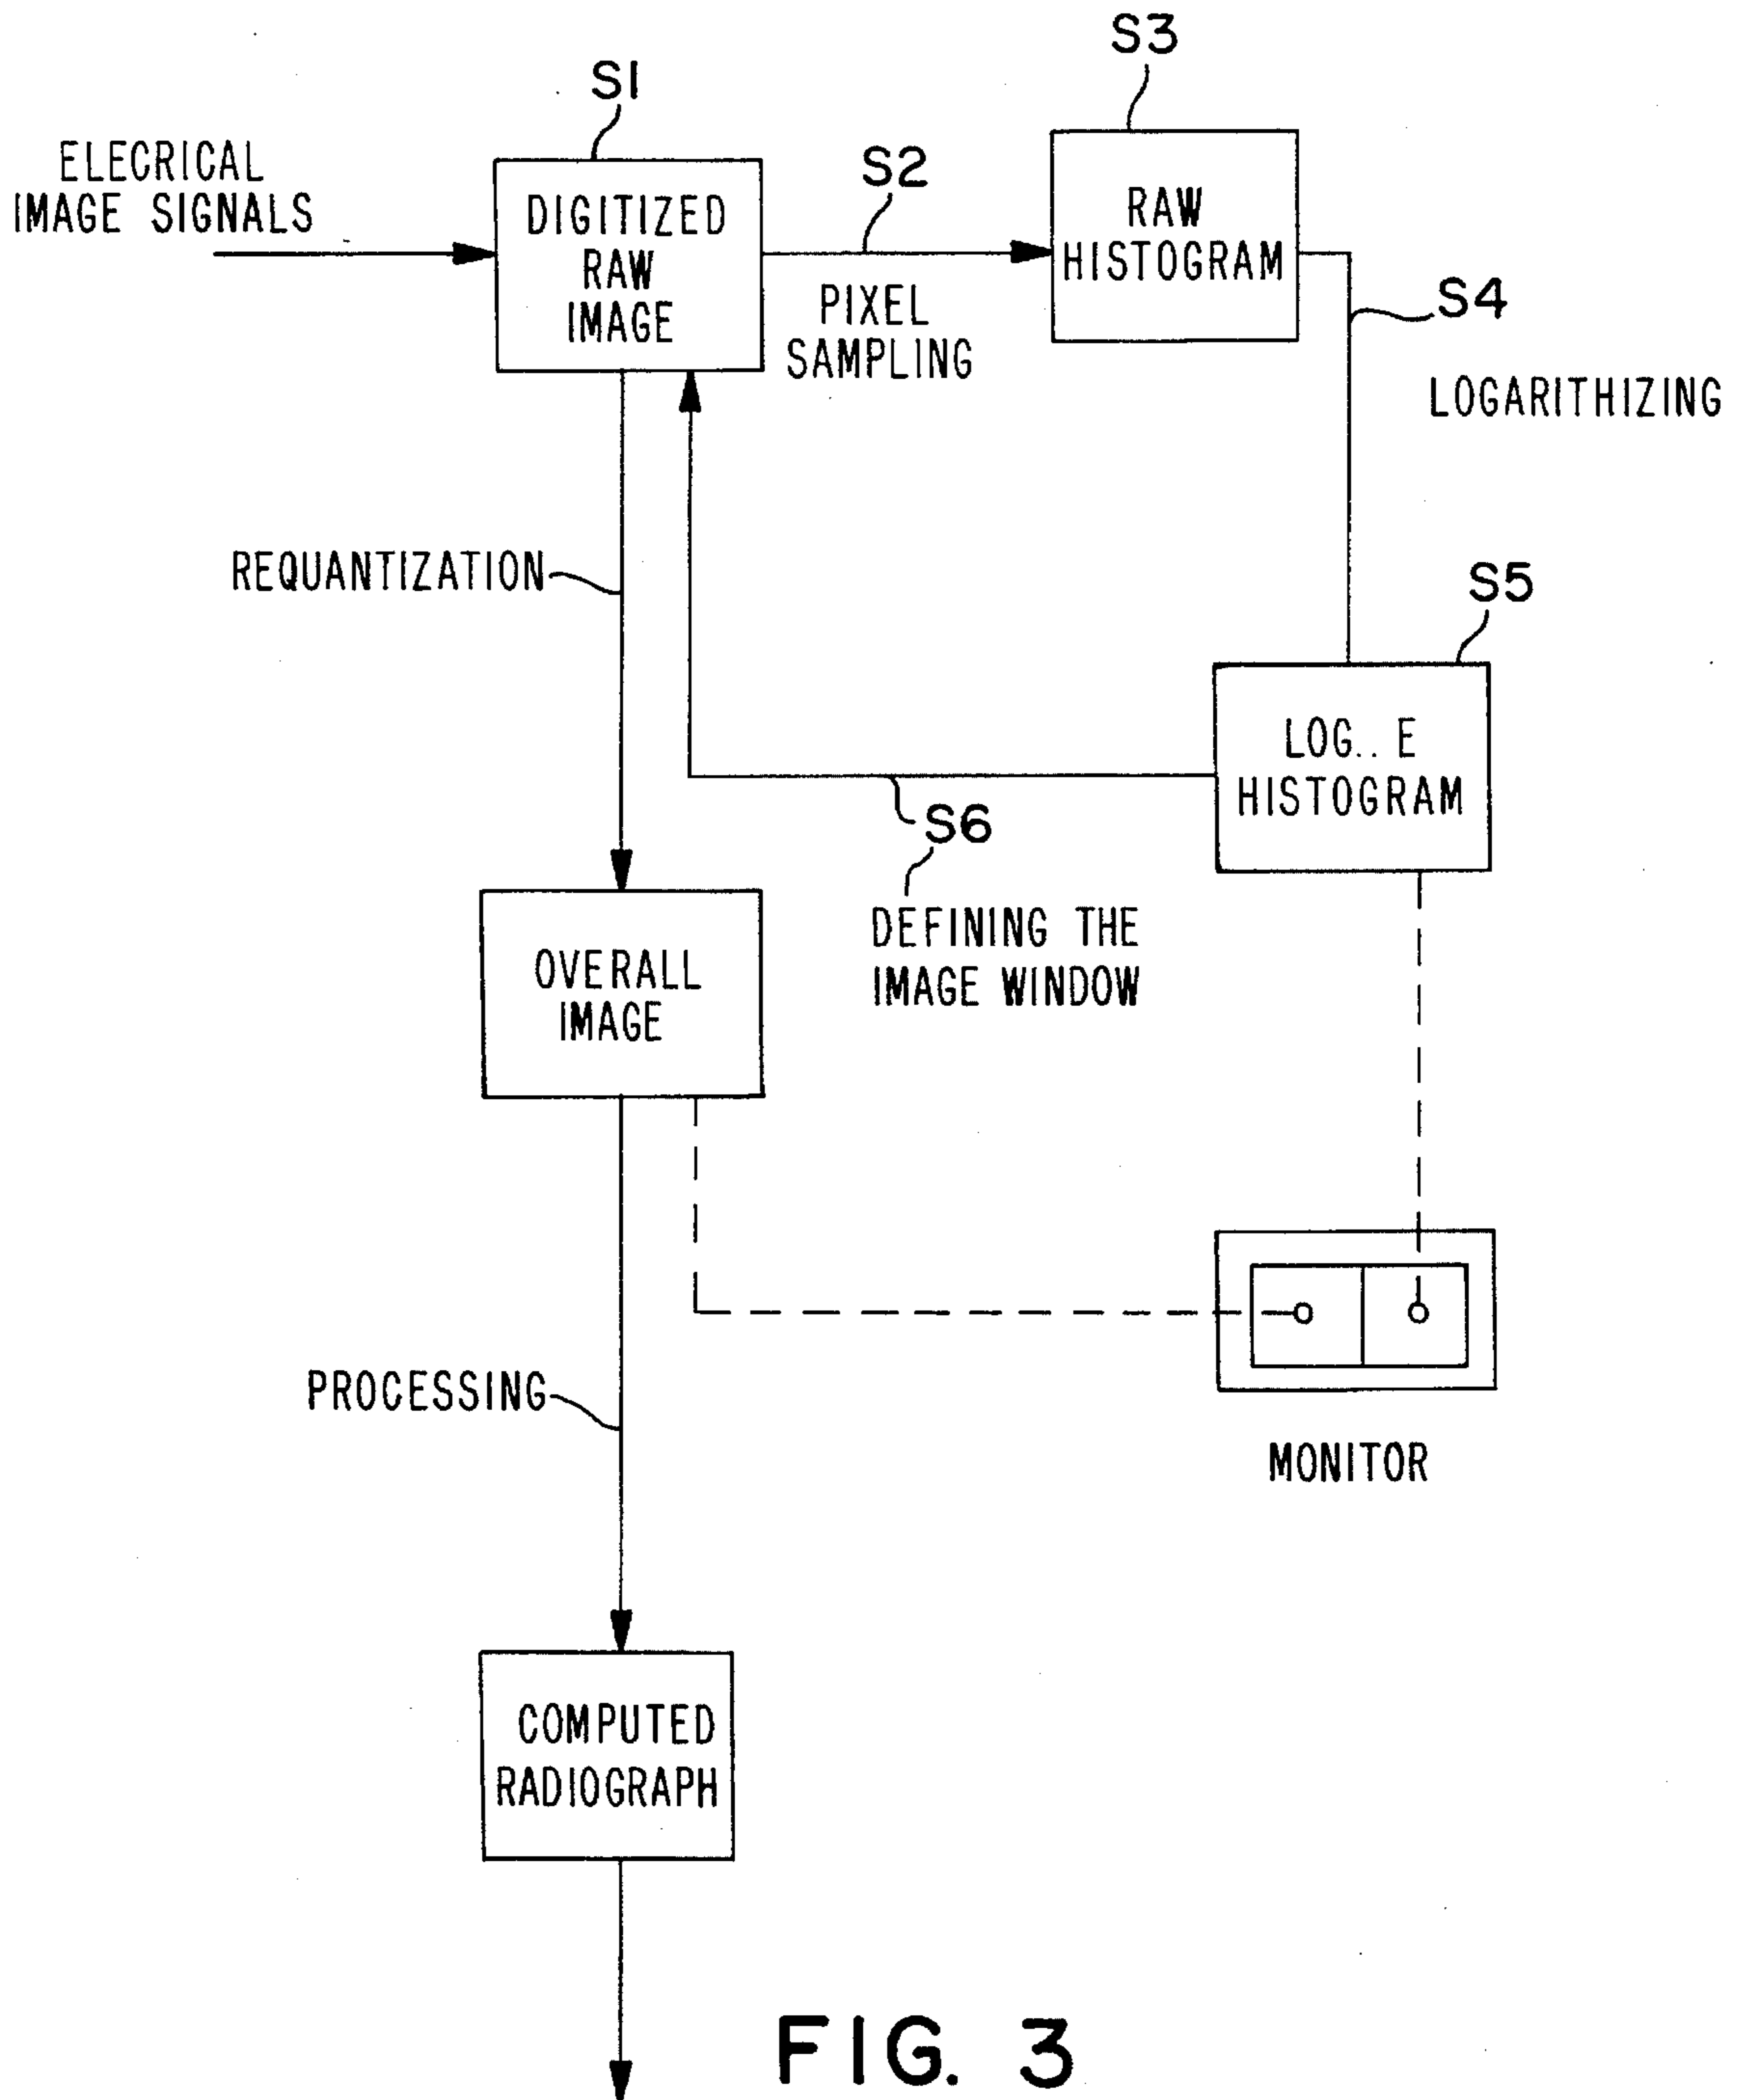 S1
S3
ELECRICAL
IMAGE SIGNALS
DIGITIZED
RAW
IMAGE
S2
PIXEL
SAMPLING
RAW
HISTOGRAM
S4
LOGARITHIZING
REQUANTIZATION
S5
LOG.. E
HISTOGRAM
S6
DEFINING THE
IMAGE WINDOW
OVERALL
IMAGE
PROCESSING
MONITOR
COMPUTED
RADIOGRAPH
FIG. 3